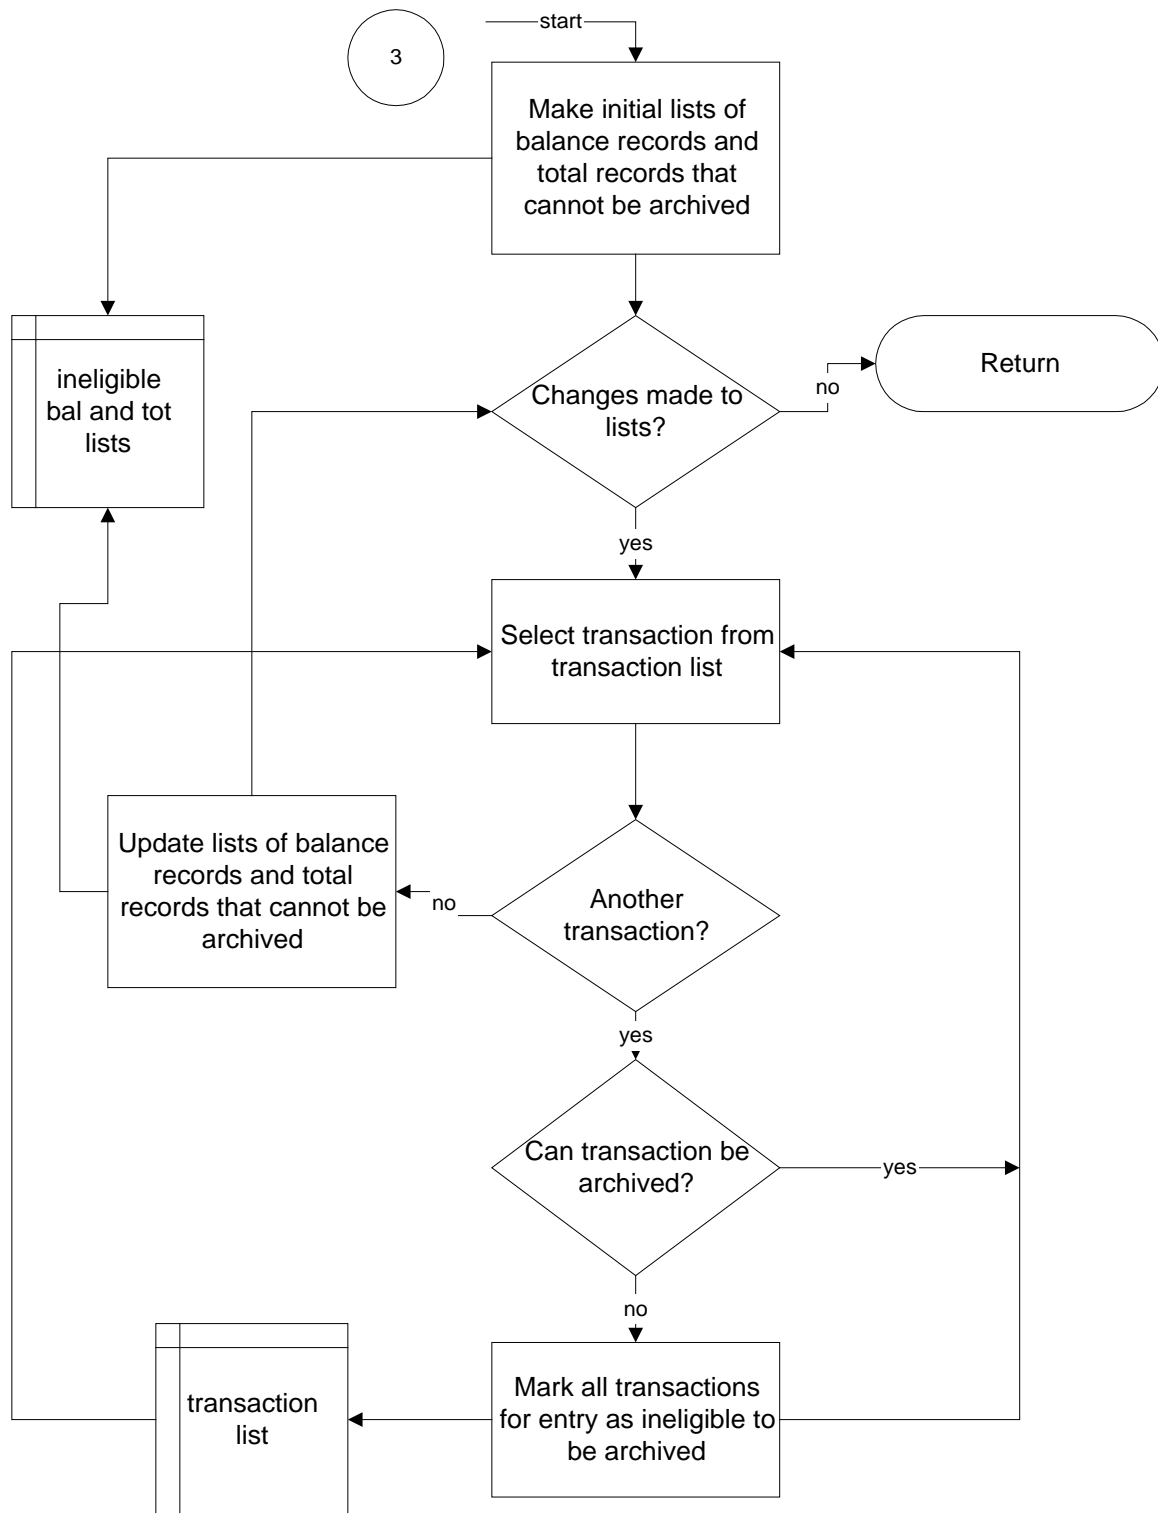 start
3
Make initial lists of
balance records and
total records that
cannot be archived
ineligible
bal and tot
lists
Changes made to
lists?
no
Return
yes
Select transaction from
transaction list
Update lists of balance
records and total
records that cannot be
archived
no
Another
transaction?
yes
Can transaction be
archived?
yes
no
transaction
list
Mark all transactions
for entry as ineligible to
be archived